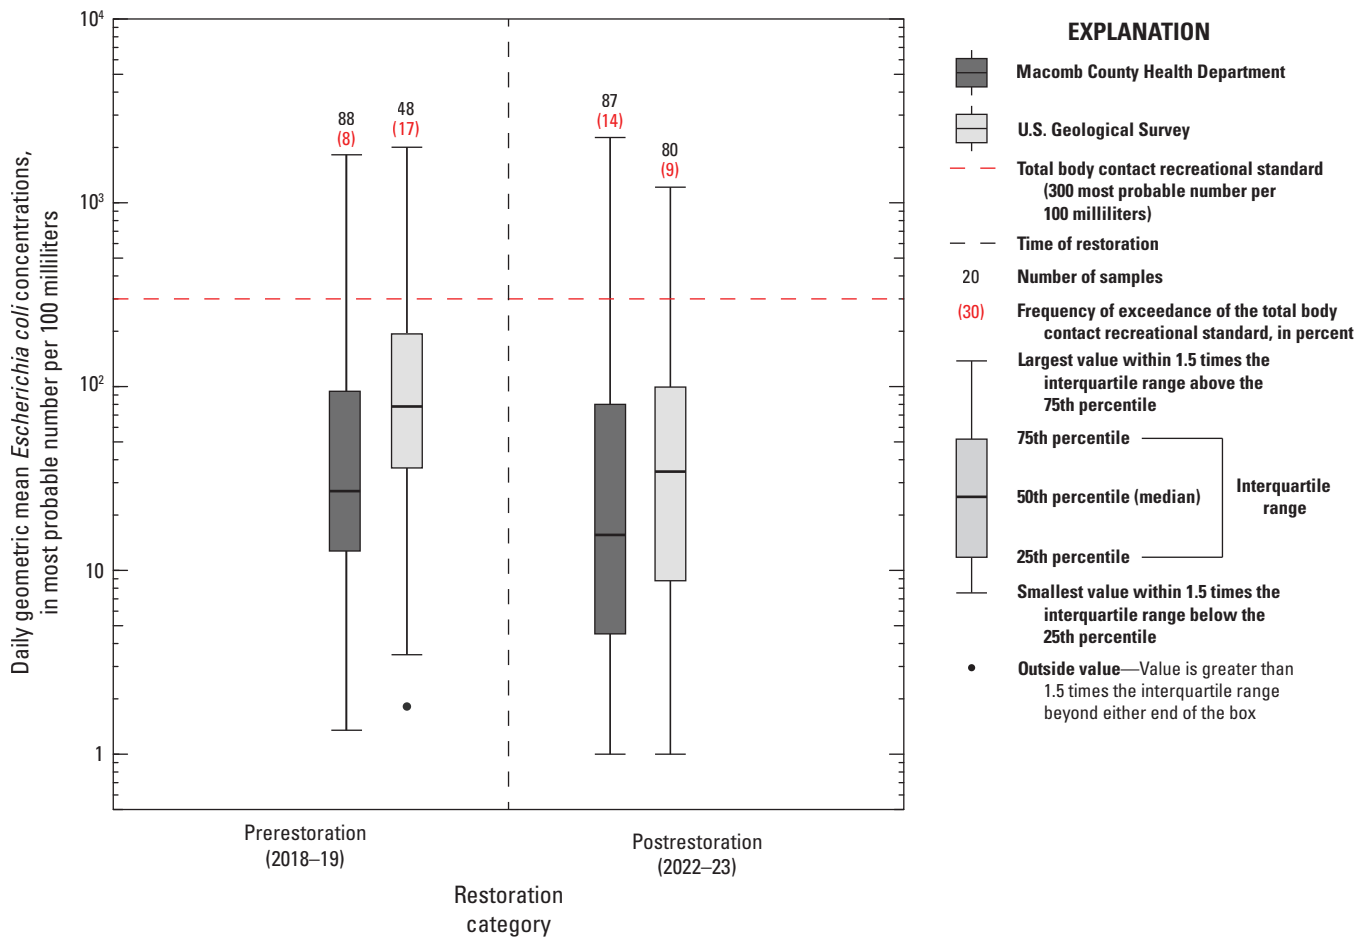 Daily geometric mean Escherichia coli concentrations,
in most probable number per 100 milliliters
10⁴
10³
10²
10
1
88
(8)
48
(17)
87
(14)
80
(9)
Prerestoration
(2018–19)
Postrestoration
(2022–23)
Restoration
category
EXPLANATION
Macomb County Health Department
U.S. Geological Survey
Total body contact recreational standard
(300 most probable number per
100 milliliters)
Time of restoration
20 Number of samples
(30) Frequency of exceedance of the total body
contact recreational standard, in percent
Largest value within 1.5 times the
interquartile range above the
75th percentile
75th percentile
50th percentile (median)
Interquartile
range
25th percentile
Smallest value within 1.5 times the
interquartile range below the
25th percentile
Outside value—Value is greater than
1.5 times the interquartile range
beyond either end of the box